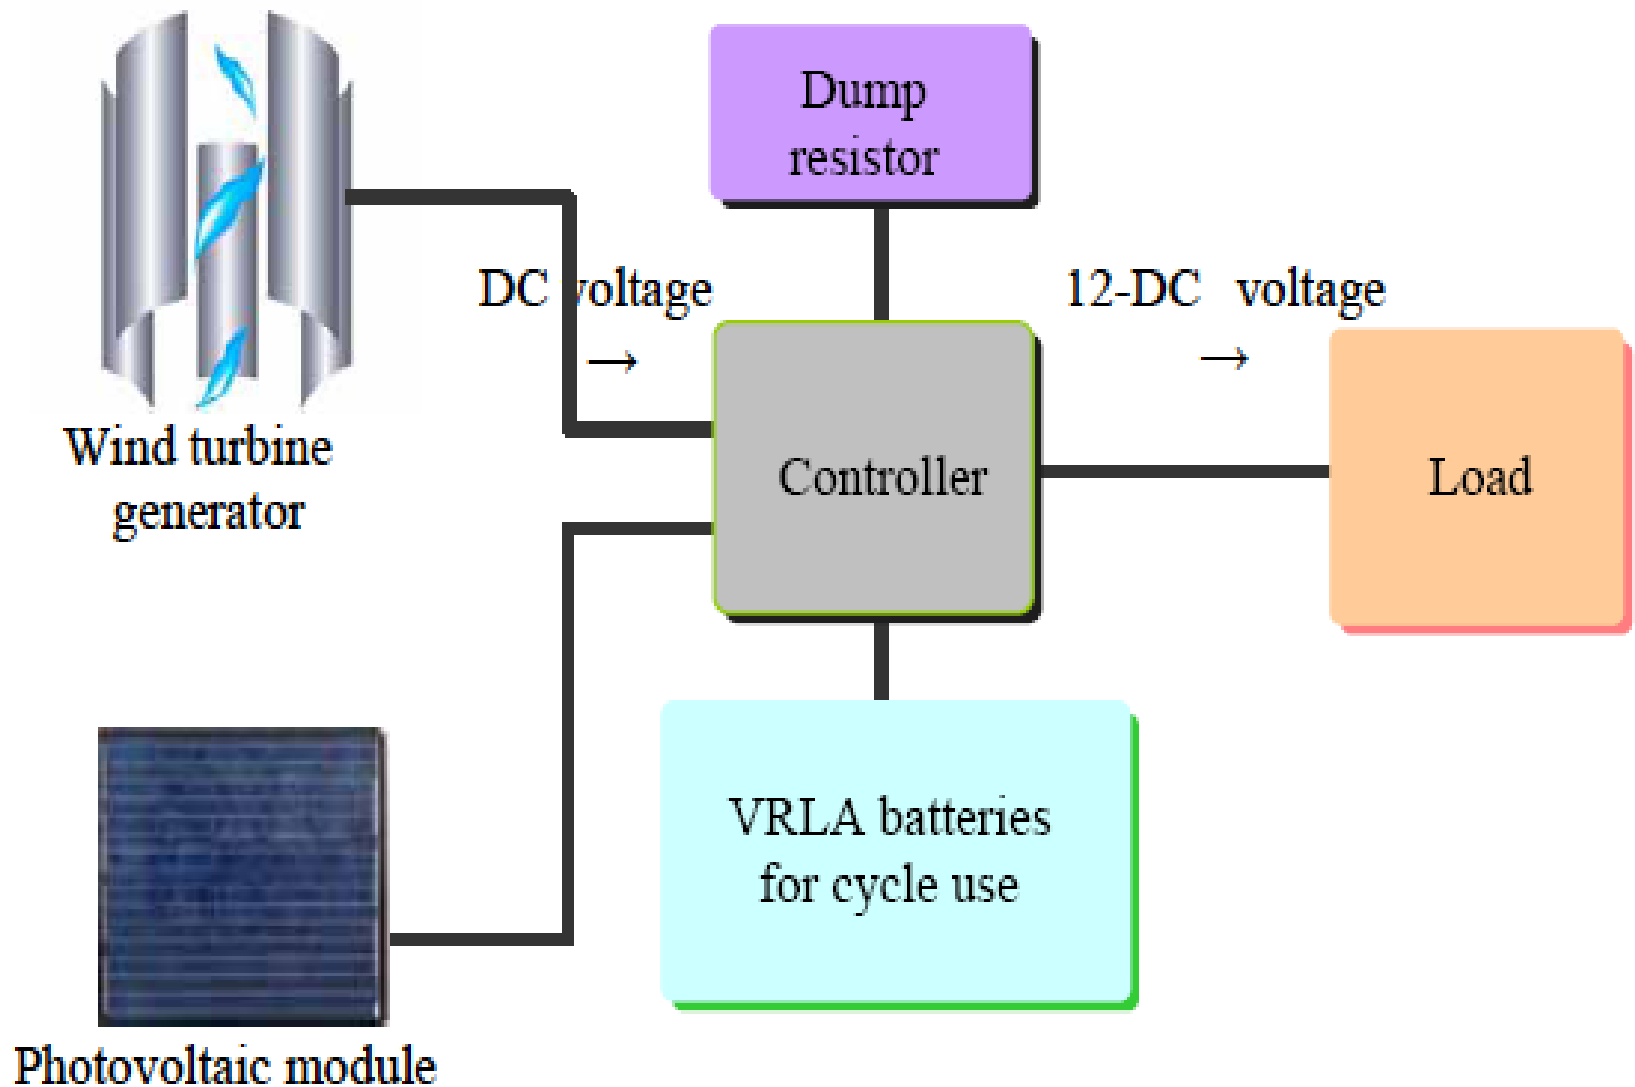 Dump
resistor
DC voltage
→
12-DC voltage
→
Wind turbine
generator
Controller
Load
VRLA batteries
for cycle use
Photovoltaic module